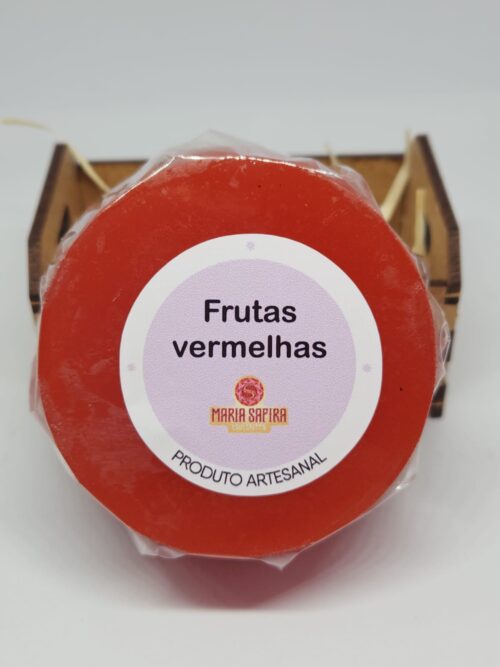 Frutas
vermelhas
MARIA SAFIRA
PRODUTO ARTESANAL